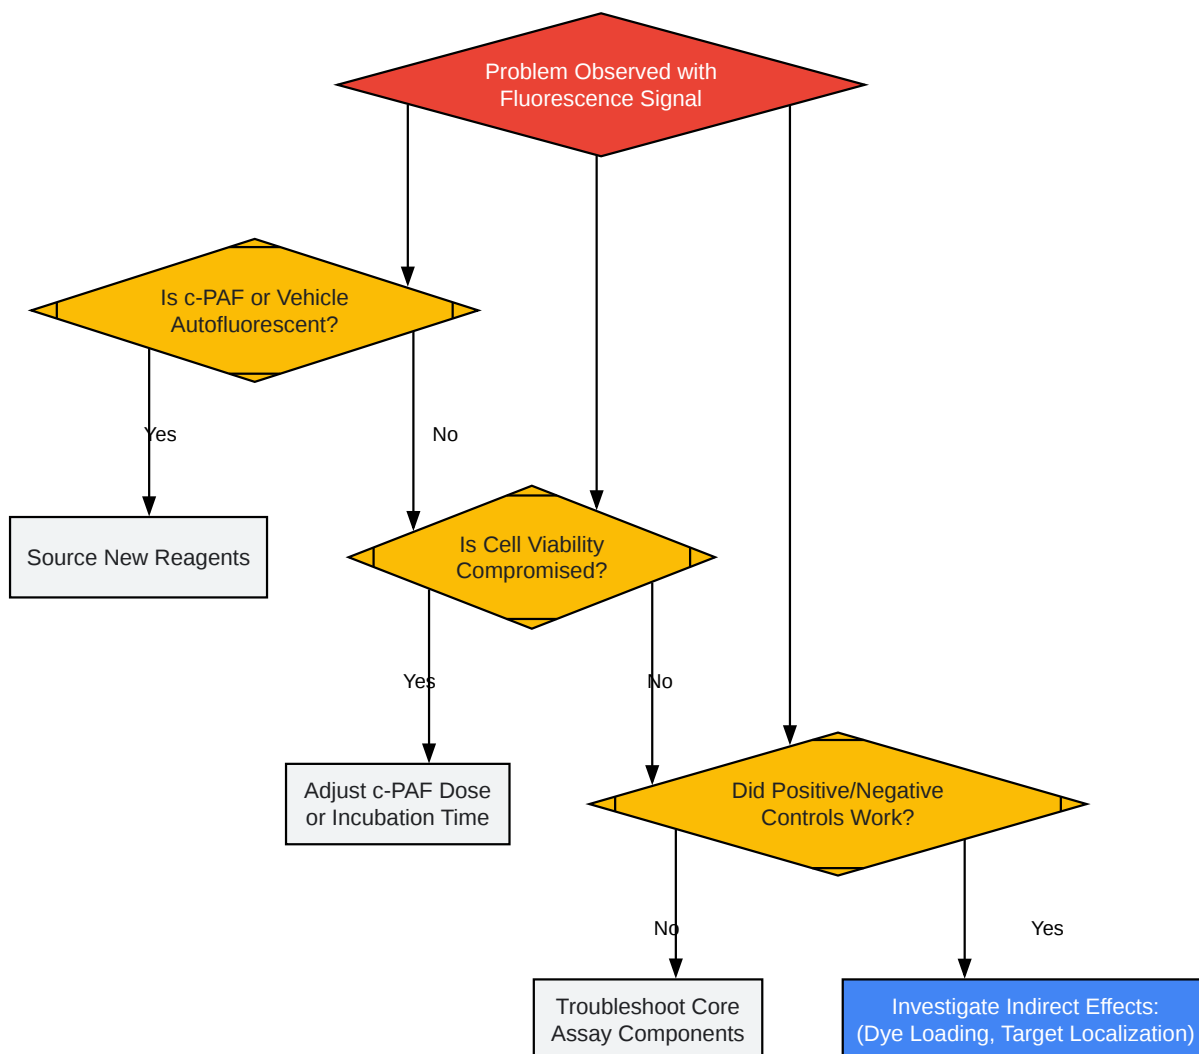 Problem Observed with
Fluorescence Signal
Is c-PAF or Vehicle
Autofluorescent?
Yes
No
Source New Reagents
Is Cell Viability
Compromised?
Yes
No
Adjust c-PAF Dose
or Incubation Time
Did Positive/Negative
Controls Work?
No
Yes
Troubleshoot Core
Assay Components
Investigate Indirect Effects:
(Dye Loading, Target Localization)